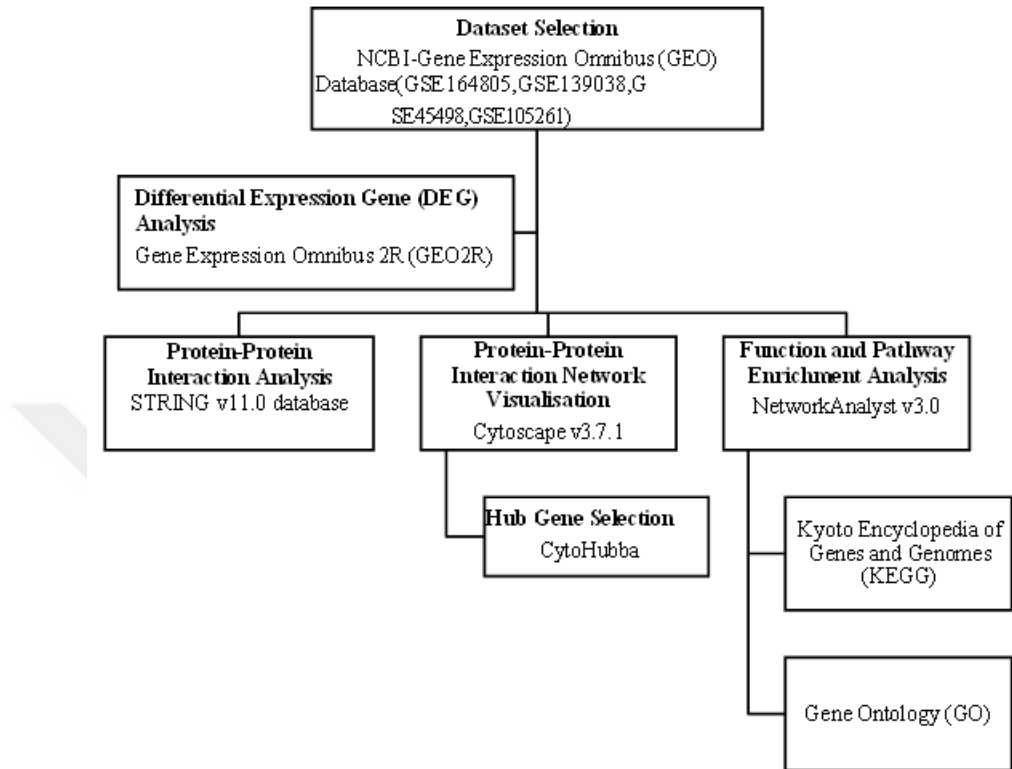 Dataset Selection
NCBI-Gene Expression Omnibus (GEO)
Database(GSE164805,GSE139038,G
SE45498,GSE105261)
Differential Expression Gene (DEG)
Analysis
Gene Expression Omnibus 2R (GEO2R)
Protein-Protein
Interaction Analysis
STRING v11.0 database
Protein-Protein
Interaction Network
Visualisation
Cytoscape v3.7.1
Function and Pathway
Enrichment Analysis
NetworkAnalyst v3.0
Hub Gene Selection
CytoHubba
Kyoto Encyclopedia of
Genes and Genomes
(KEGG)
Gene Ontology (GO)